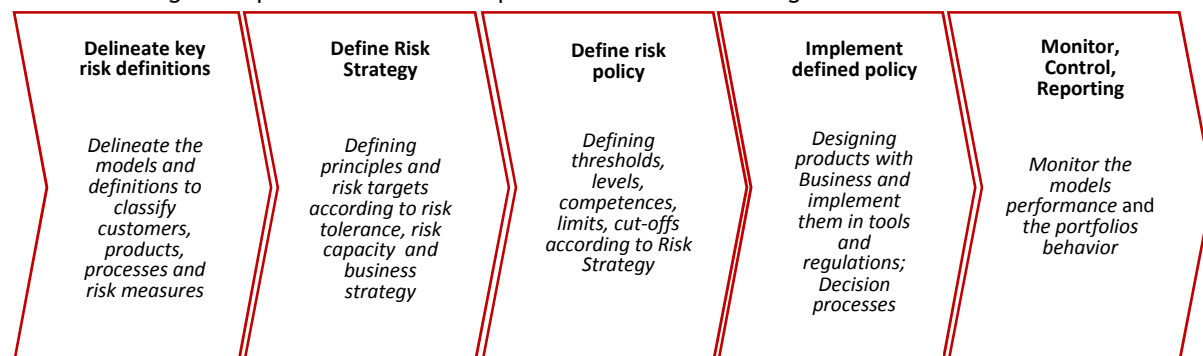 Delineate key
risk definitions
Delineate the
models and
definitions to
classify
customers,
products,
processes and
risk measures
Define Risk
Strategy
Defining
principles and
risk targets
according to risk
tolerance, risk
capacity and
business
strategy
Define risk
policy
Defining
thresholds,
levels,
competences,
limits, cut-offs
according to Risk
Strategy
Implement
defined policy
Designing
products with
Business and
implement
them in tools
and
regulations;
Decision
processes
Monitor,
Control,
Reporting
Monitor the
models
performance and
the portfolios
behavior